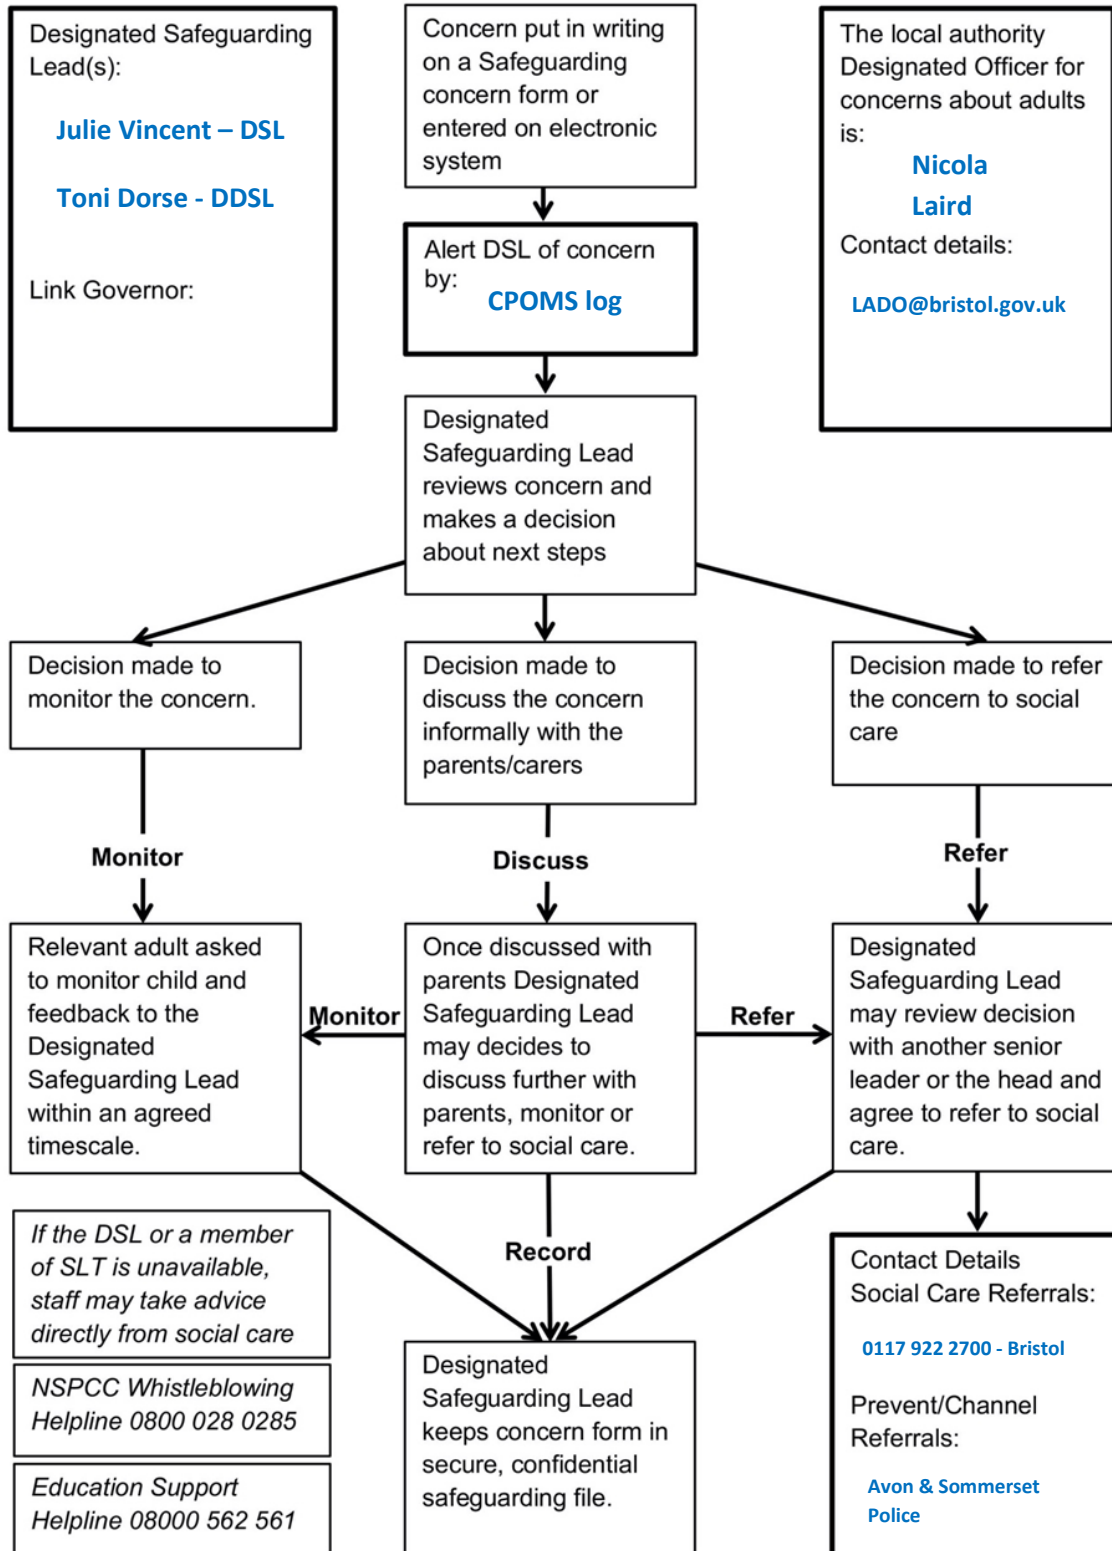 Designated Safeguarding
Lead(s):
Julie Vincent – DSL
Toni Dorse - DDSL
Link Governor:
Concern put in writing
on a Safeguarding
concern form or
entered on electronic
system
The local authority
Designated Officer for
concerns about adults
is:
Nicola
Laird
Contact details:
LADO@bristol.gov.uk
Alert DSL of concern
by:
CPOMS log
Designated
Safeguarding Lead
reviews concern and
makes a decision
about next steps
Decision made to
monitor the concern.
Decision made to
discuss the concern
informally with the
parents/carers
Decision made to refer
the concern to social
care
Monitor
Discuss
Refer
Relevant adult asked
to monitor child and
feedback to the
Designated
Safeguarding Lead
within an agreed
timescale.
Monitor
Once discussed with
parents Designated
Safeguarding Lead
may decides to
discuss further with
parents, monitor or
refer to social care.
Refer
Designated
Safeguarding Lead
may review decision
with another senior
leader or the head and
agree to refer to social
care.
If the DSL or a member
of SLT is unavailable,
staff may take advice
directly from social care
NSPCC Whistleblowing
Helpline 0800 028 0285
Education Support
Helpline 08000 562 561
Record
Designated
Safeguarding Lead
keeps concern form in
secure, confidential
safeguarding file.
Contact Details
Social Care Referrals:
0117 922 2700 - Bristol
Prevent/Channel
Referrals:
Avon & Sommerset
Police